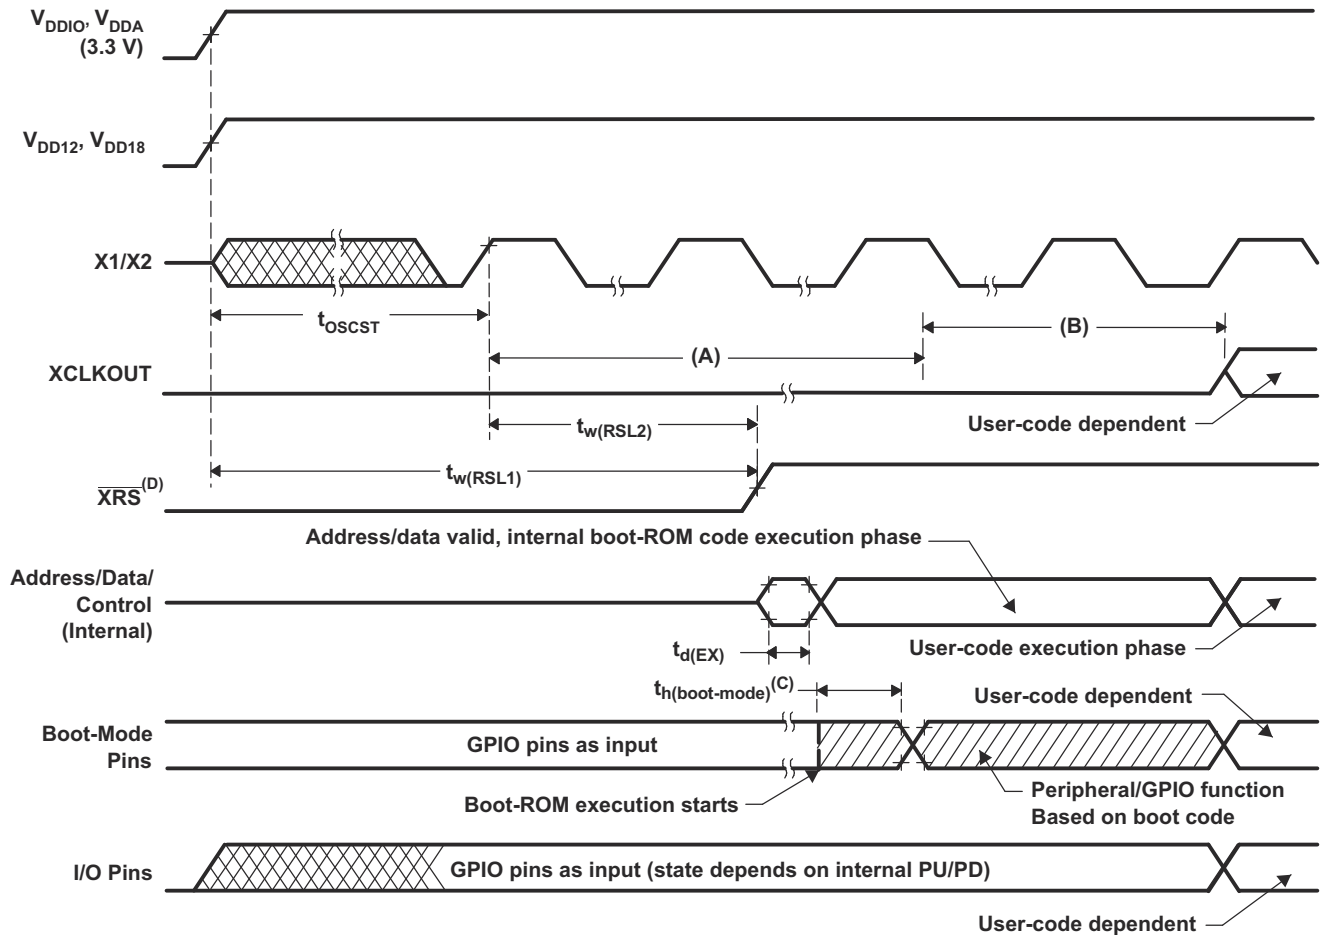 VDDIO, VDDA
(3.3 V)
VDD12, VDD18
X1/X2
tOSCST
(A)
(B)
XCLKOUT
User-code dependent
tw(RSL2)
tw(RSL1)
XRS(D)
Address/data valid, internal boot-ROM code execution phase
Address/Data/
Control
(Internal)
td(EX)
User-code execution phase
th(boot-mode)(C)
User-code dependent
Boot-Mode
Pins
GPIO pins as input
Boot-ROM execution starts
Peripheral/GPIO function
Based on boot code
I/O Pins
GPIO pins as input (state depends on internal PU/PD)
User-code dependent